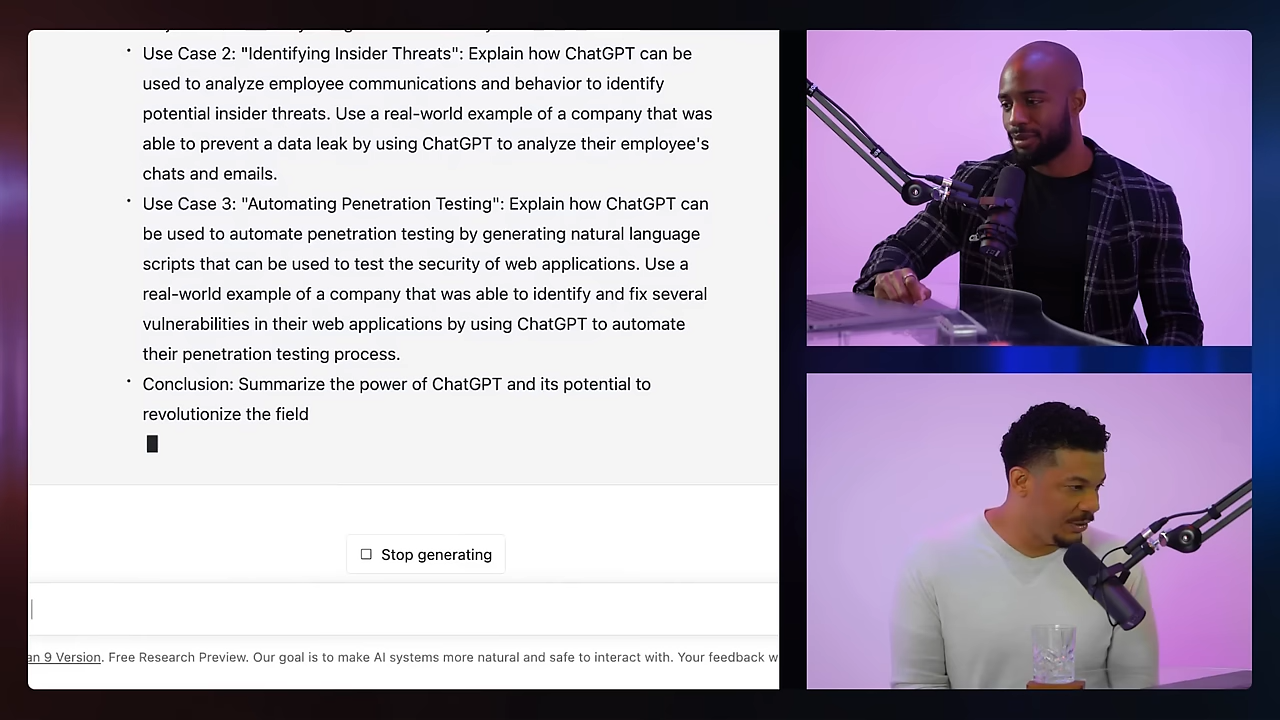 • Use Case 2: "Identifying Insider Threats": Explain how ChatGPT can be
used to analyze employee communications and behavior to identify
potential insider threats. Use a real-world example of a company that was
able to prevent a data leak by using ChatGPT to analyze their employee's
chats and emails.
• Use Case 3: "Automating Penetration Testing": Explain how ChatGPT can
be used to automate penetration testing by generating natural language
scripts that can be used to test the security of web applications. Use a
real-world example of a company that was able to identify and fix several
vulnerabilities in their web applications by using ChatGPT to automate
their penetration testing process.
• Conclusion: Summarize the power of ChatGPT and its potential to
revolutionize the field
Stop generating
an 9 Version. Free Research Preview. Our goal is to make AI systems more natural and safe to interact with. Your feedback w